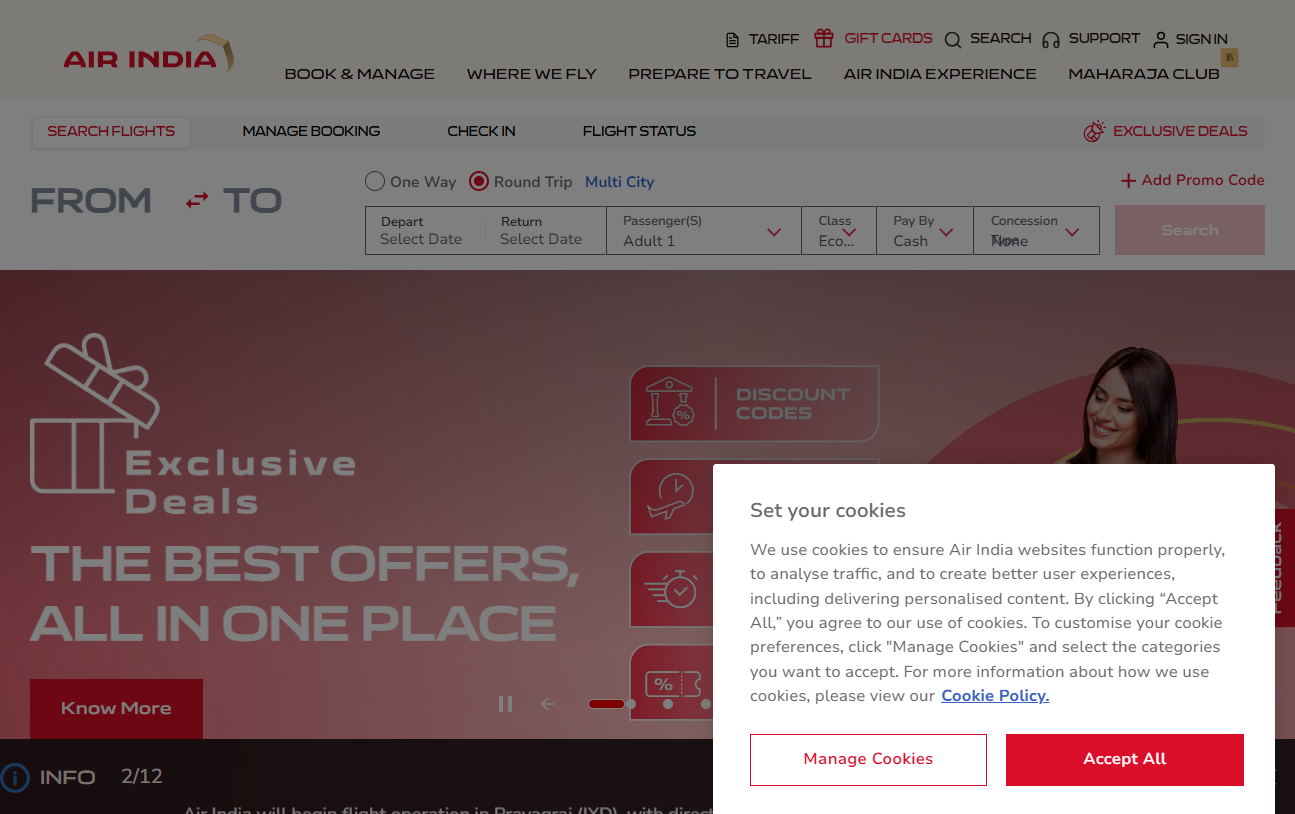 AIR INDIA
TARIFF
GIFT CARDS
SEARCH
SUPPORT
SIGN IN
BOOK & MANAGE
WHERE WE FLY
PREPARE TO TRAVEL
AIR INDIA EXPERIENCE
MAHARAJA CLUB
SEARCH FLIGHTS
MANAGE BOOKING
CHECK IN
FLIGHT STATUS
EXCLUSIVE DEALS
FROM
TO
One Way
Round Trip
Multi City
Add Promo Code
Depart
Select Date
Return
Select Date
Passenger(S)
Adult 1
Class
Eco...
Pay By
Cash
Concession
Type
None
Search
Exclusive
Deals
THE BEST OFFERS,
ALL IN ONE PLACE
Know More
DISCOUNT
CODES
Feedback
Set your cookies
We use cookies to ensure Air India websites function properly,
to analyse traffic, and to create better user experiences,
including delivering personalised content. By clicking “Accept
All,” you agree to our use of cookies. To customise your cookie
preferences, click "Manage Cookies" and select the categories
you want to accept. For more information about how we use
cookies, please view our Cookie Policy.
Manage Cookies
Accept All
INFO
2/12
Air India will begin flight operation in Prayagraj (IXD), with direct